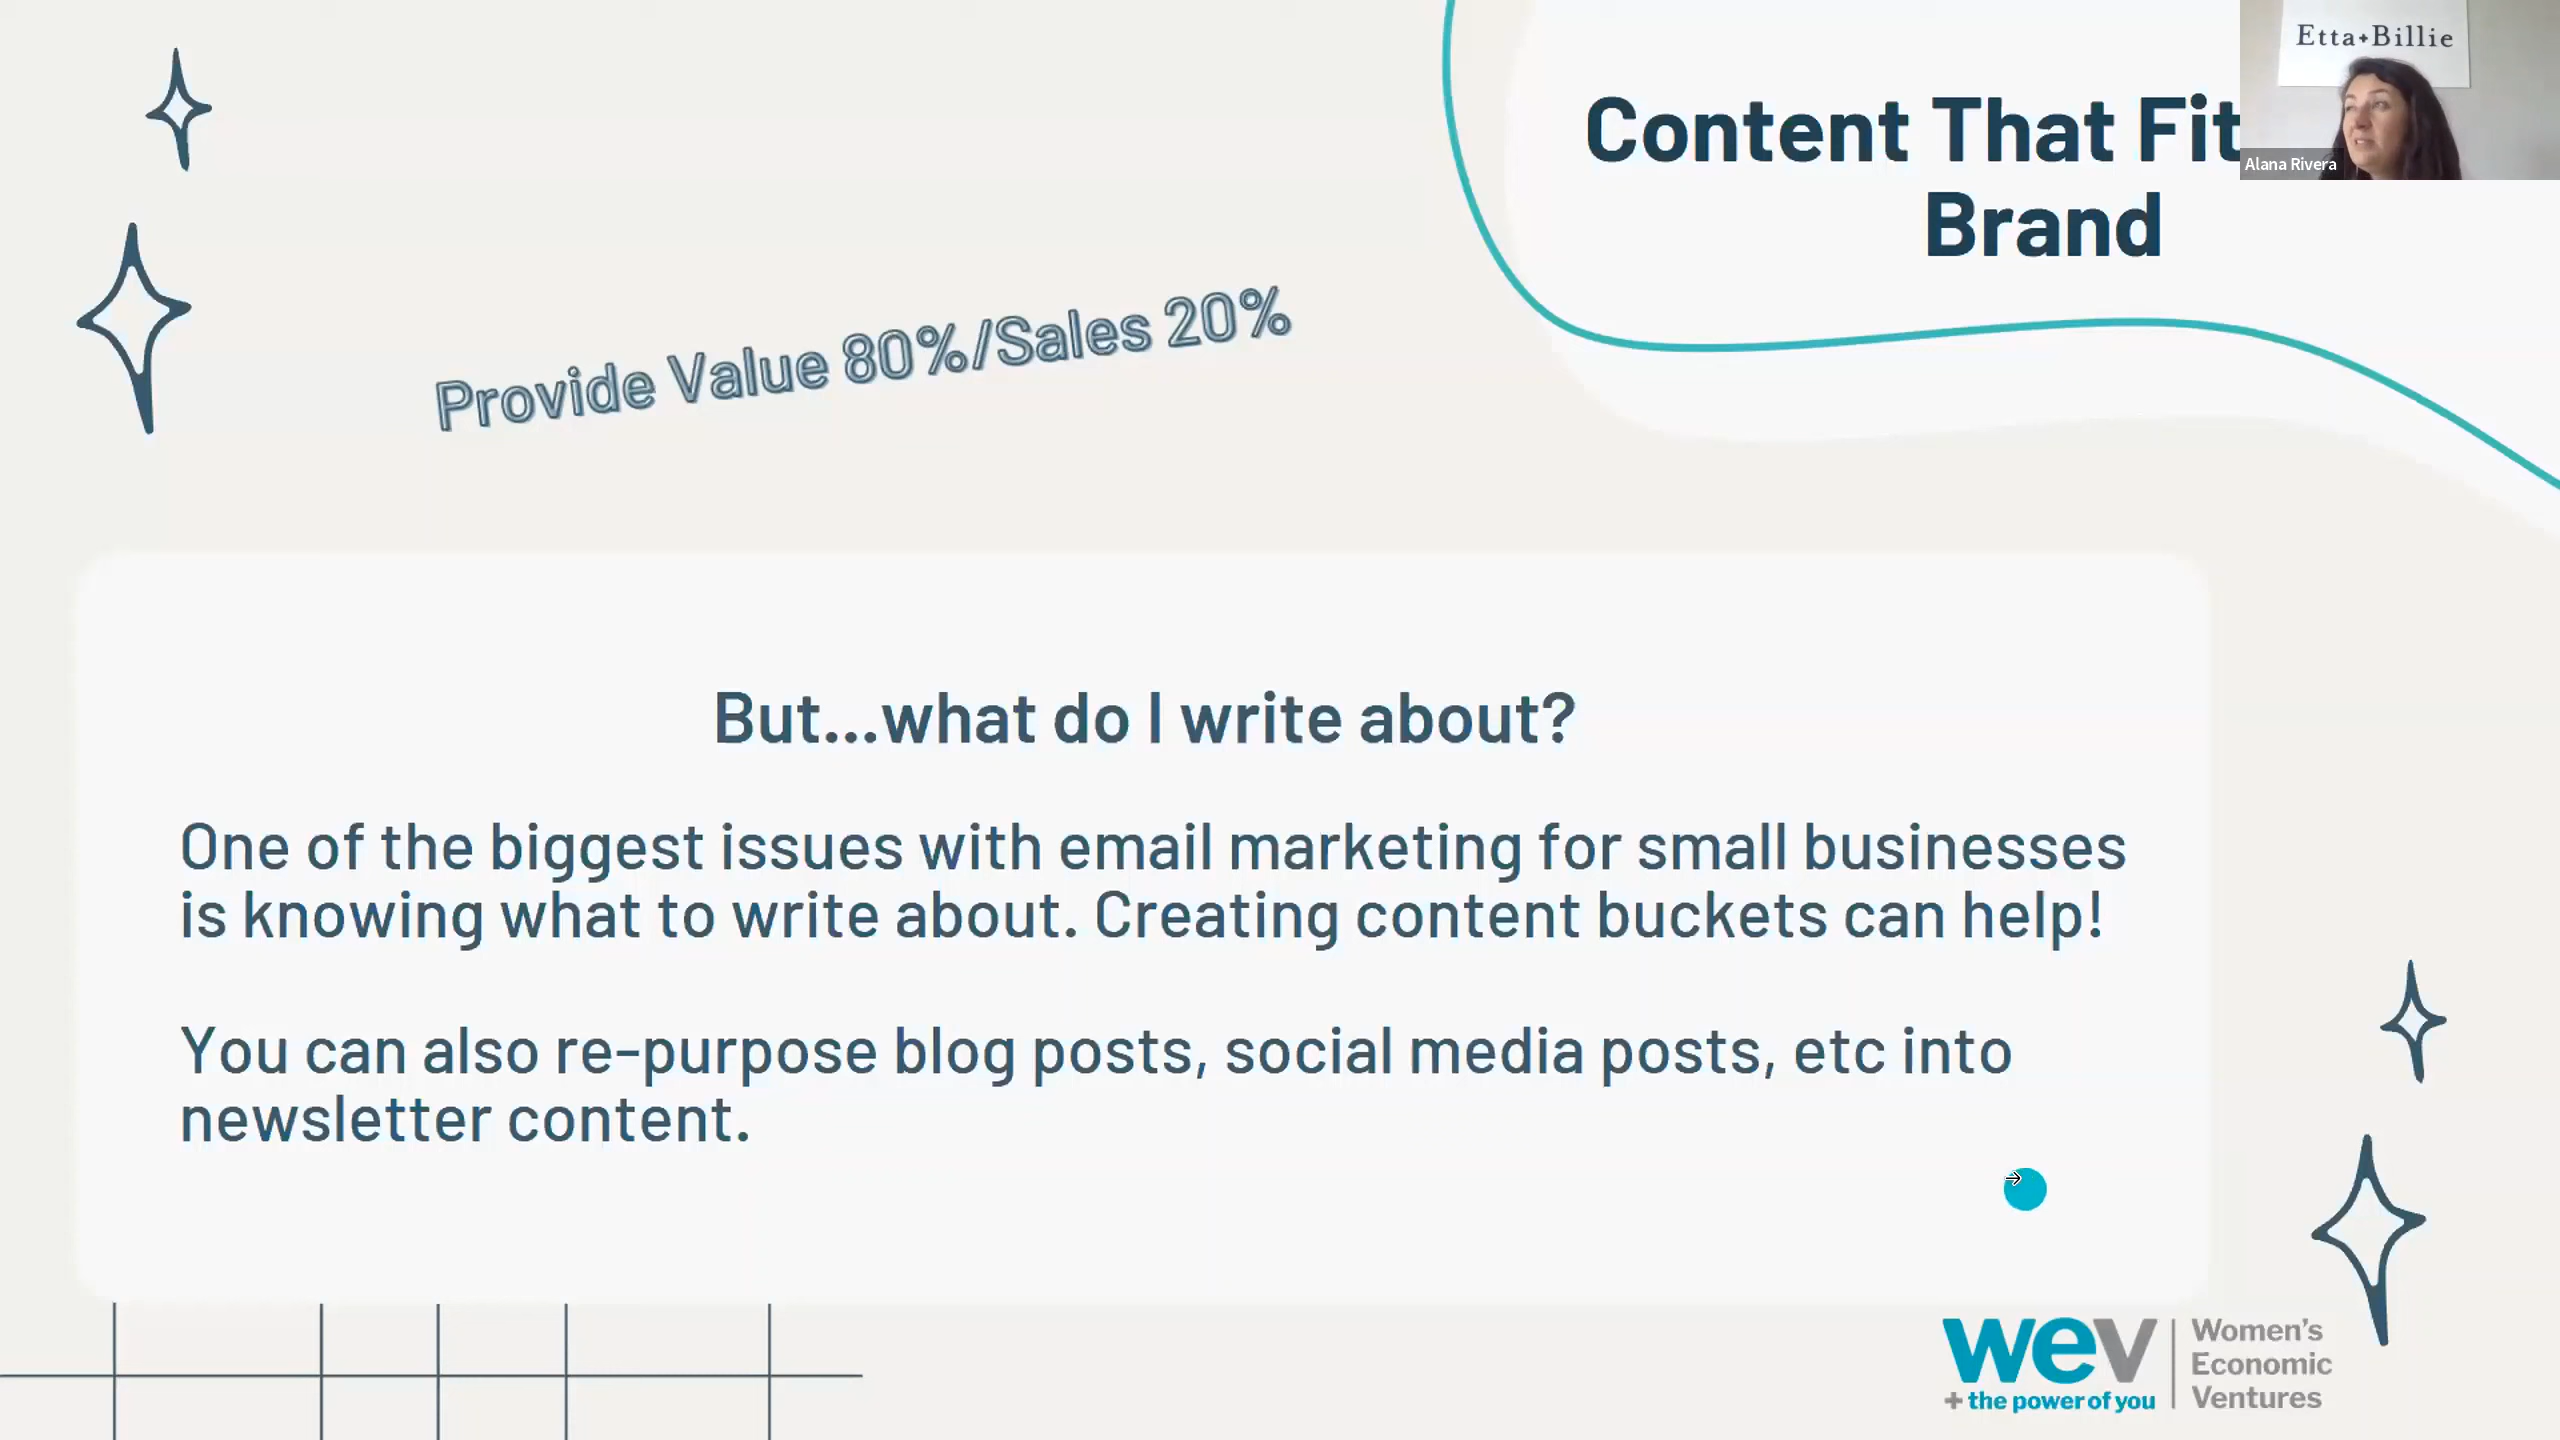 Etta+Billie
Alana Rivera
Content That Fit
Brand
Provide Value 80%/Sales 20%
But...what do I write about?
One of the biggest issues with email marketing for small businesses
is knowing what to write about. Creating content buckets can help!
You can also re-purpose blog posts, social media posts, etc into
newsletter content.
wev
+ the power of you
Women's
Economic
Ventures